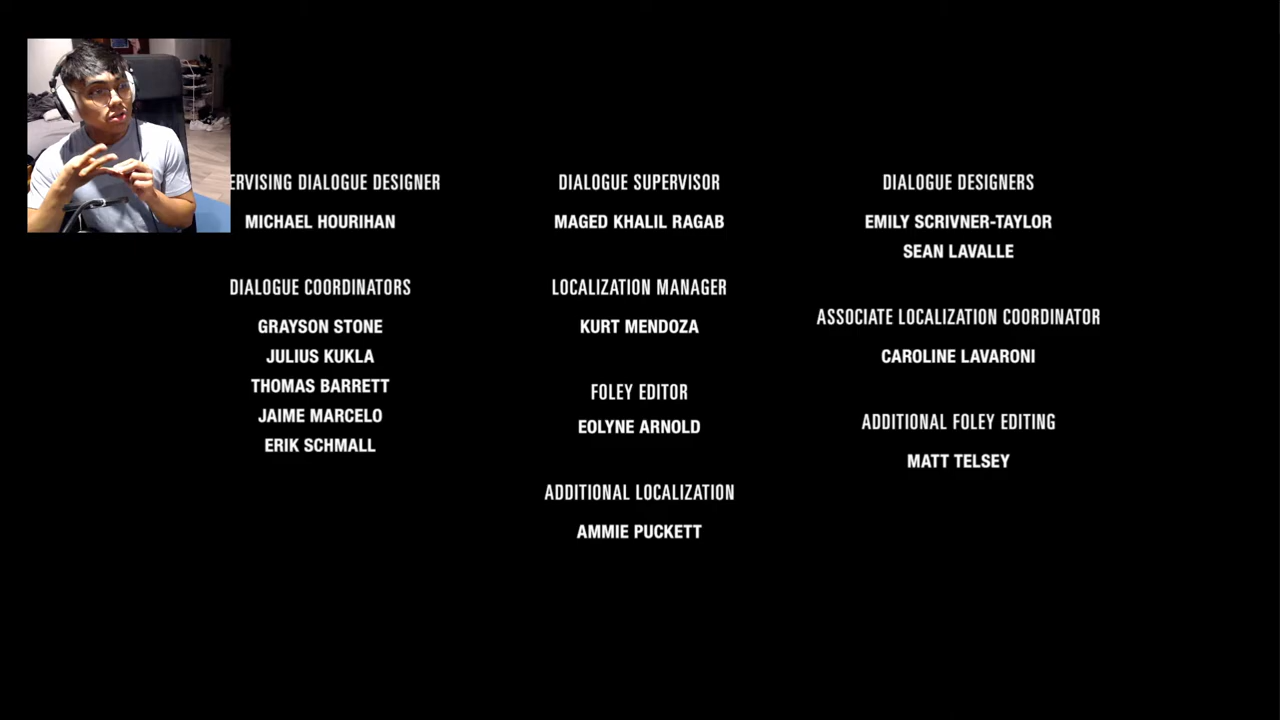 ERVISING DIALOGUE DESIGNER
MICHAEL HOURIHAN
DIALOGUE COORDINATORS
GRAYSON STONE
JULIUS KUKLA
THOMAS BARRETT
JAIME MARCELO
ERIK SCHMALL
DIALOGUE SUPERVISOR
MAGED KHALIL RAGAB
LOCALIZATION MANAGER
KURT MENDOZA
FOLEY EDITOR
EOLYNE ARNOLD
ADDITIONAL LOCALIZATION
AMMIE PUCKETT
DIALOGUE DESIGNERS
EMILY SCRIVNER-TAYLOR
SEAN LAVALLE
ASSOCIATE LOCALIZATION COORDINATOR
CAROLINE LAVARONI
ADDITIONAL FOLEY EDITING
MATT TELSEY